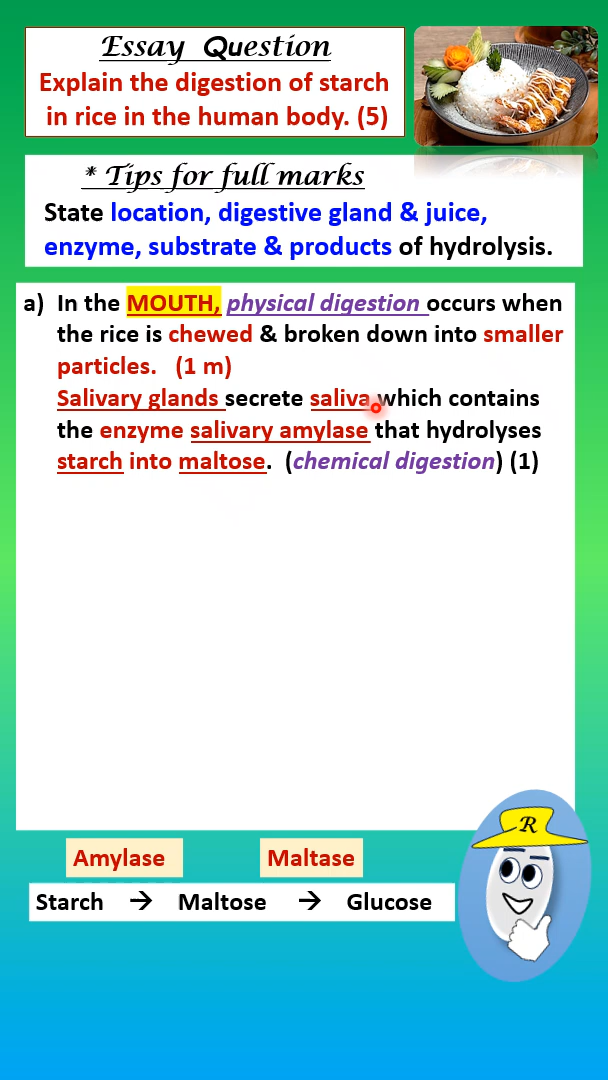 Essay Question
Explain the digestion of starch
in rice in the human body. (5)
* Tips for full marks
State location, digestive gland & juice,
enzyme, substrate & products of hydrolysis.
a) In the MOUTH, physical digestion occurs when
the rice is chewed & broken down into smaller
particles. (1 m)
Salivary glands secrete saliva which contains
the enzyme salivary amylase that hydrolyses
starch into maltose. (chemical digestion) (1)
R
Amylase Maltase
Starch → Maltose → Glucose